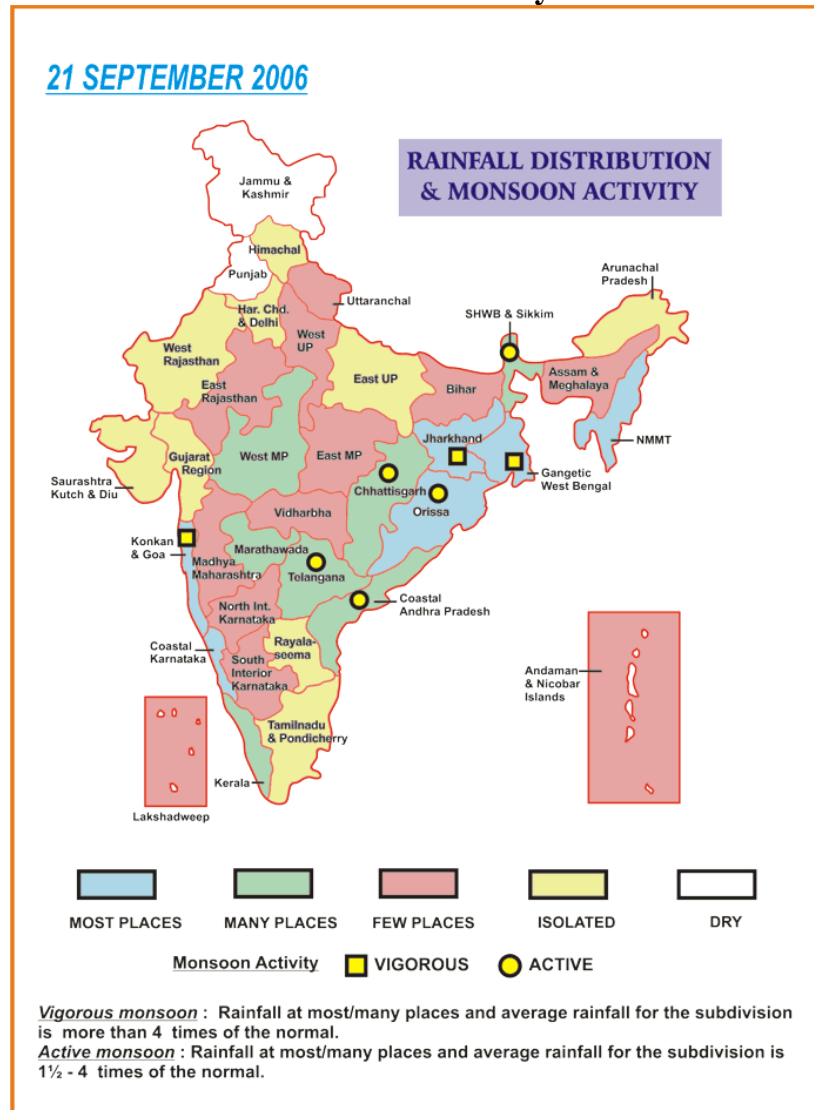 21 SEPTEMBER 2006
RAINFALL DISTRIBUTION
& MONSOON ACTIVITY
Jammu &
Kashmir
Himachal
Punjab
Uttaranchal
Har. Chd.
& Delhi
West
UP
West
Rajasthan
East
Rajasthan
East UP
Bihar
SHWB & Sikkim
Arunachal
Pradesh
Assam &
Meghalaya
NMMT
Jharkhand
Gangetic
West Bengal
Gujarat
Region
West MP
East MP
Chhattisgarh
Orissa
Saurashtra
Kutch & Diu
Vidharbha
Konkan
& Goa
Madhya
Maharashtra
Marathawada
Telangana
Coastal
Andhra Pradesh
North Int.
Karnataka
Coastal
Karnataka
Rayala-
seema
South
Interior
Karnataka
Tamilnadu
& Pondicherry
Kerala
Lakshadweep
Andaman
& Nicobar
Islands
MOST PLACES
MANY PLACES
FEW PLACES
ISOLATED
DRY
Monsoon Activity VIGOROUS ACTIVE
Vigorous monsoon : Rainfall at most/many places and average rainfall for the subdivision
is more than 4 times of the normal.
Active monsoon : Rainfall at most/many places and average rainfall for the subdivision is
1½ - 4 times of the normal.